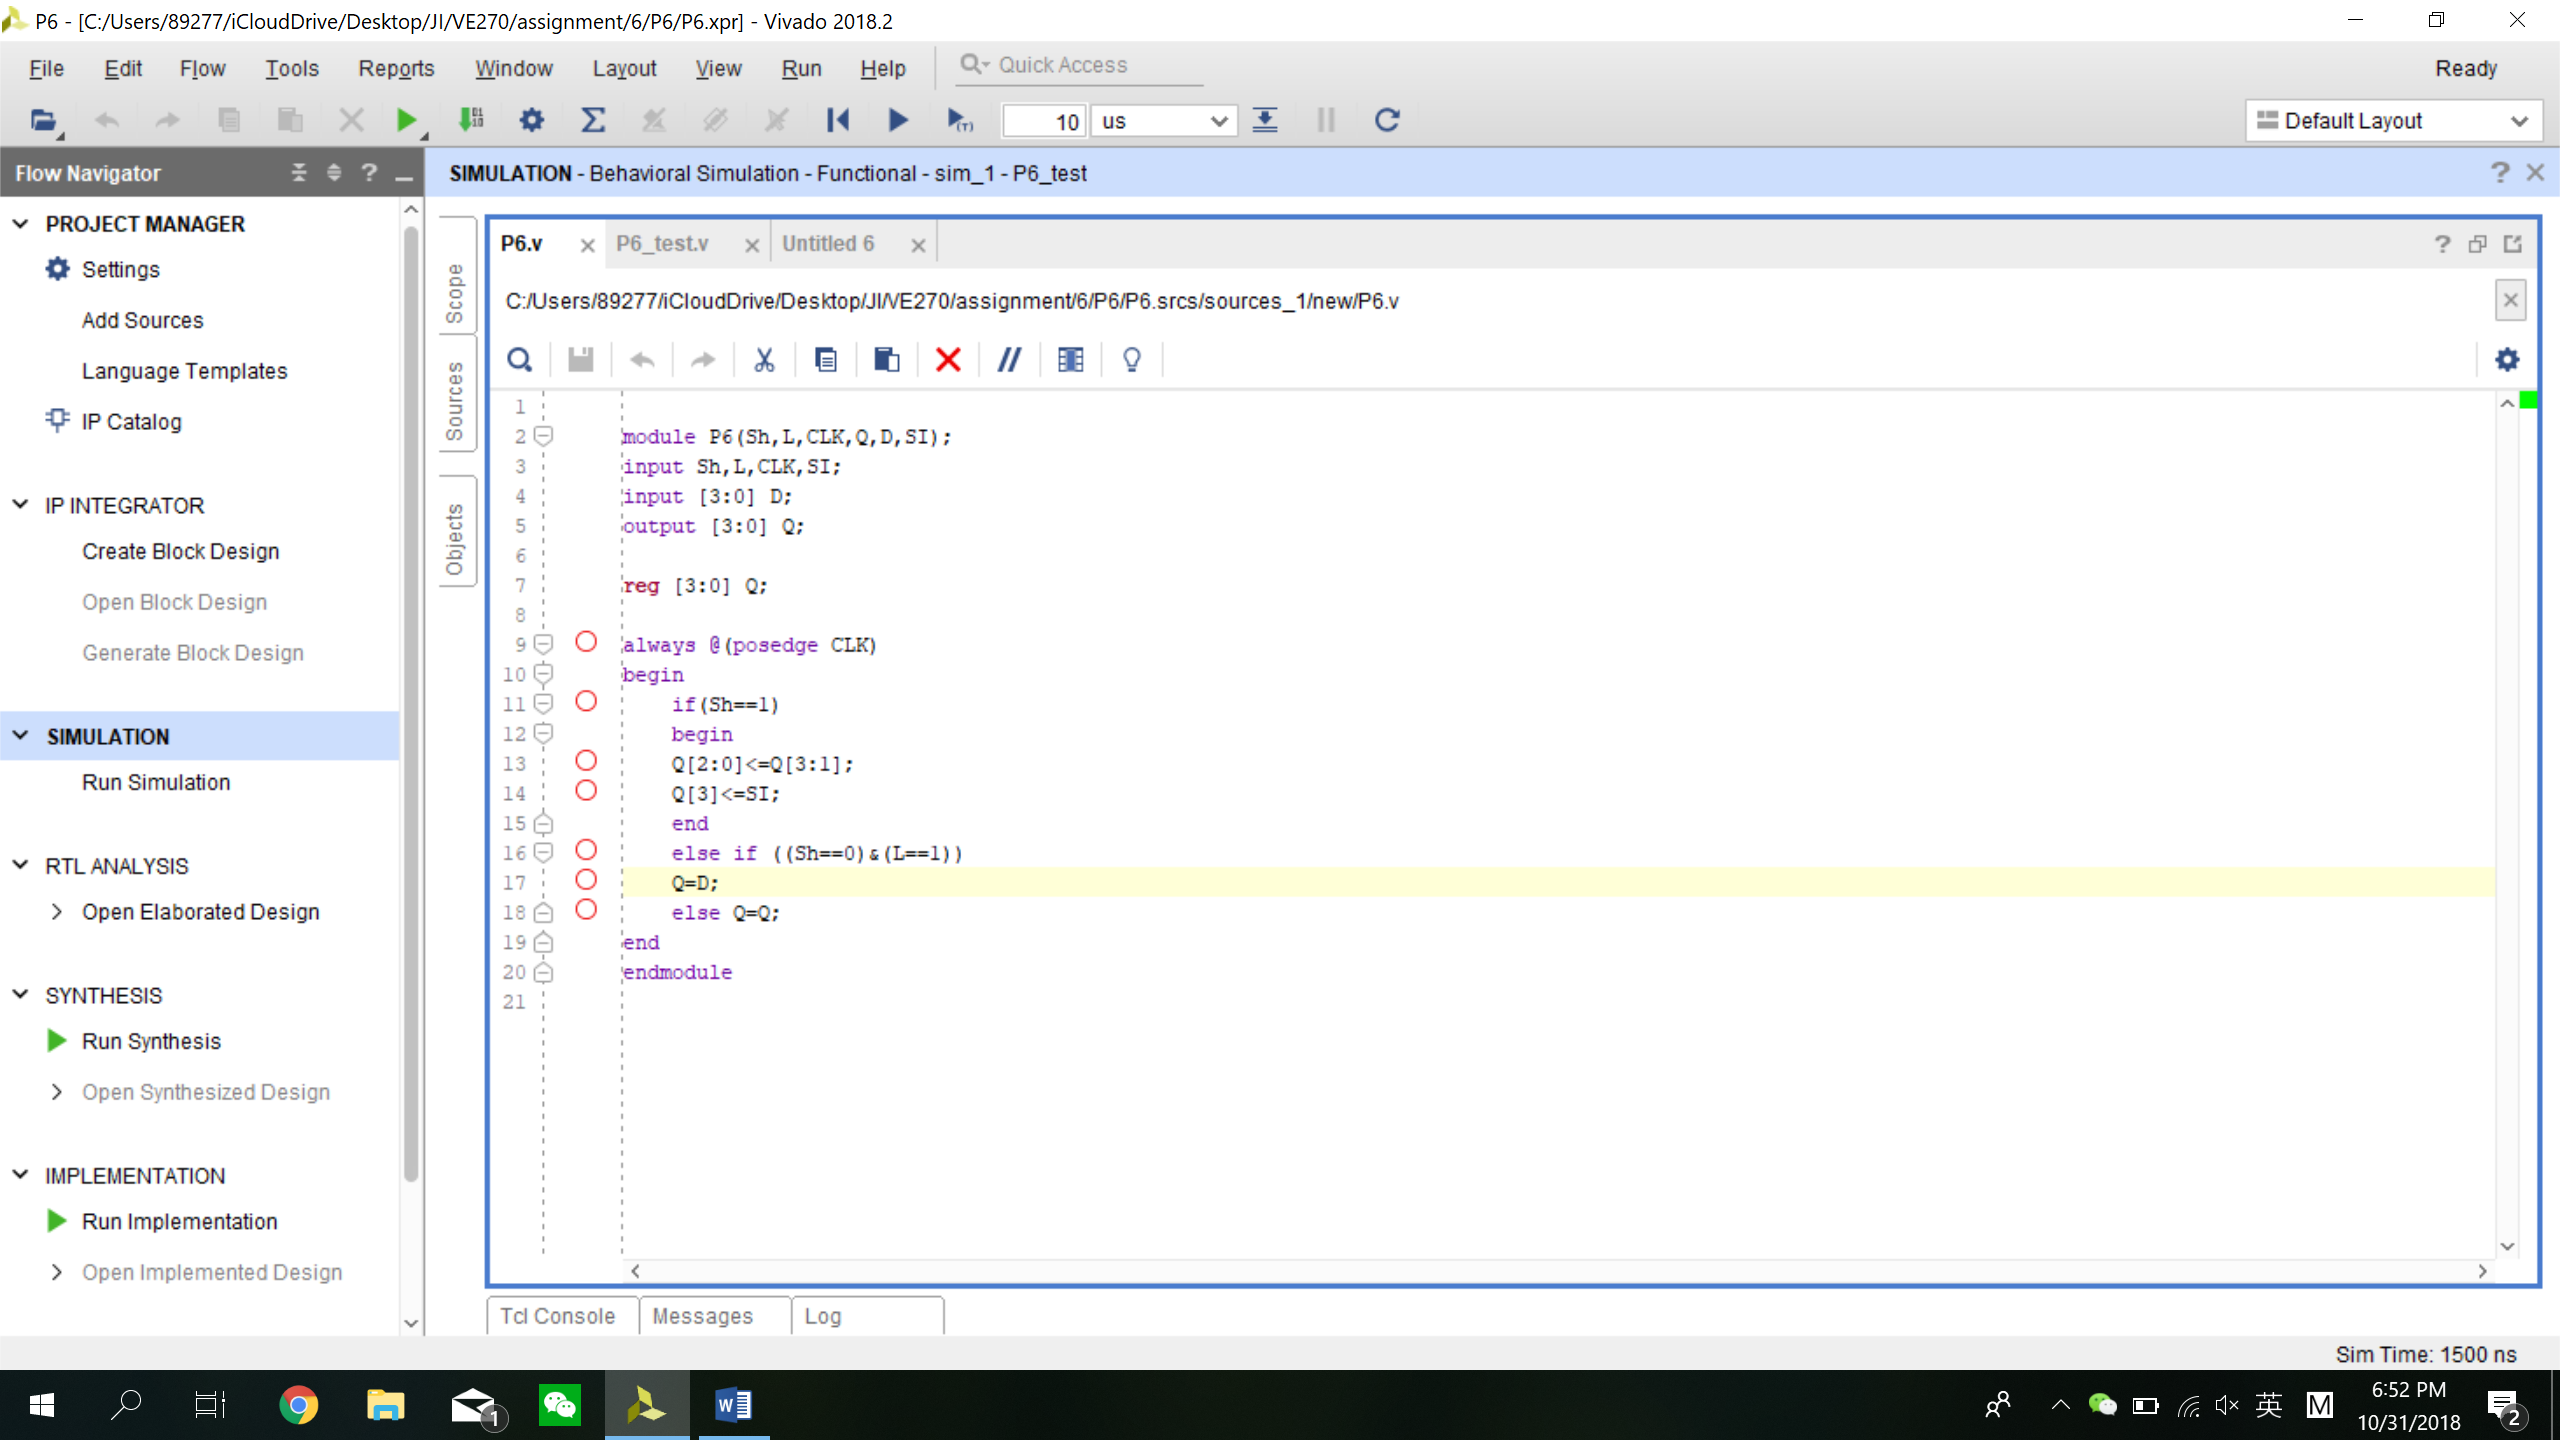 P6 - [C:/Users/89277/iCloudDrive/Desktop/JI/VE270/assignment/6/P6/P6.xpr] - Vivado 2018.2
File Edit Flow Tools Reports Window Layout View Run Help Quick Access Ready
10 us Default Layout
Flow Navigator
SIMULATION - Behavioral Simulation - Functional - sim_1 - P6_test
PROJECT MANAGER
Settings
Add Sources
Language Templates
IP Catalog
IP INTEGRATOR
Create Block Design
Open Block Design
Generate Block Design
SIMULATION
Run Simulation
RTL ANALYSIS
Open Elaborated Design
SYNTHESIS
Run Synthesis
Open Synthesized Design
IMPLEMENTATION
Run Implementation
Open Implemented Design
Scope
Sources
Objects
P6.v P6_test.v Untitled 6
C:/Users/89277/iCloudDrive/Desktop/JI/VE270/assignment/6/P6/P6.srcs/sources_1/new/P6.v
1
2 module P6(Sh,L,CLK,Q,D,SI);
3 input Sh,L,CLK,SI;
4 input [3:0] D;
5 output [3:0] Q;
6
7 reg [3:0] Q;
8
9 always @(posedge CLK)
10 begin
11 if(Sh==1)
12 begin
13 Q[2:0]<=Q[3:1];
14 Q[3]<=SI;
15 end
16 else if ((Sh==0)&(L==1))
17 Q=D;
18 else Q=Q;
19 end
20 endmodule
21
Tcl Console Messages Log
Sim Time: 1500 ns
1
英 M
6:52 PM
10/31/2018
2